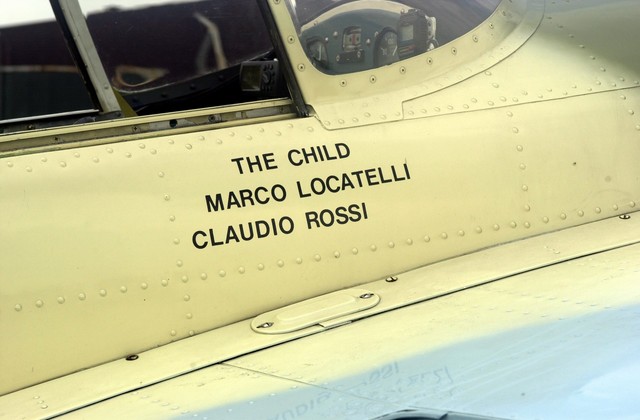 THE CHILD
MARCO LOCATELLI
CLAUDIO ROSSI